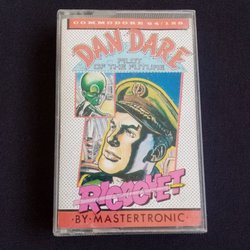 COMMODORE 64/128
DAN DARE
PILOT
OF THE FUTURE
RICOCHET
·BY·MASTERTRONIC·